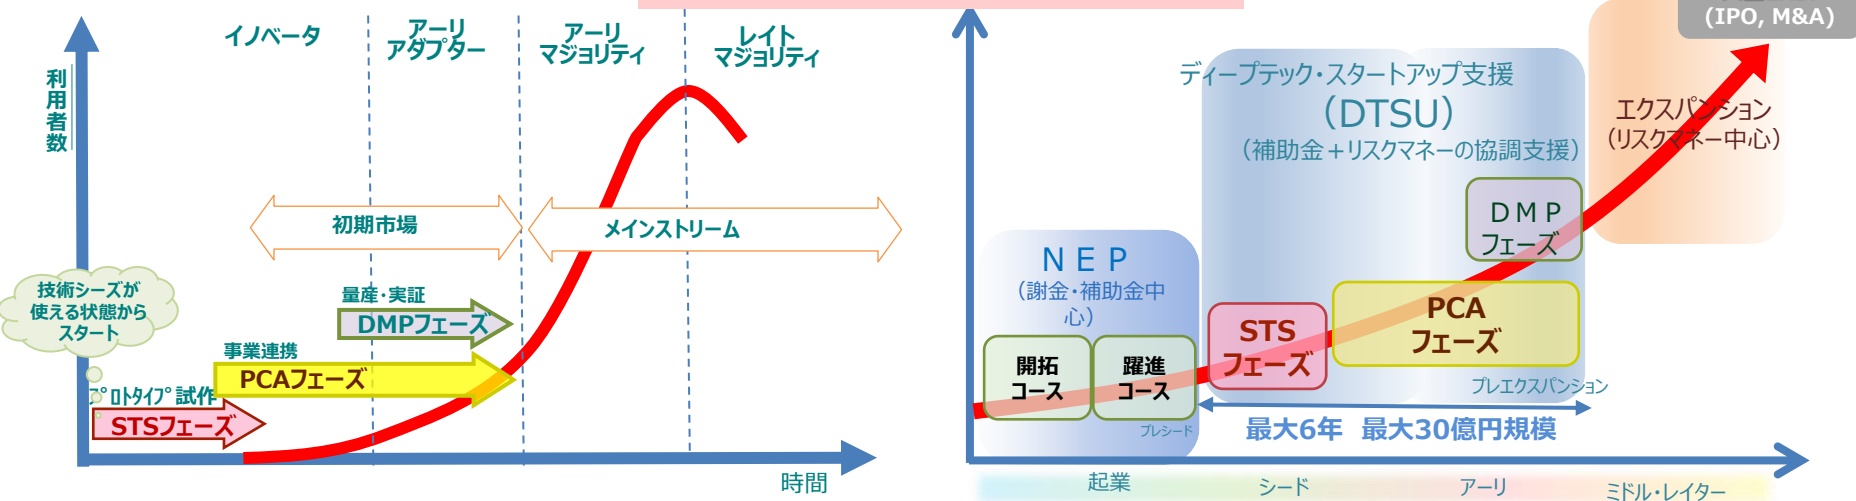 イノベータ
アーリ
アダプター
アーリ
マジョリティ
レイト
マジョリティ
利用者数
初期市場
メインストリーム
技術シーズが
使える状態から
スタート
量産・実証
DMPフェーズ
事業連携
PCAフェーズ
プロトタイプ試作
STSフェーズ
時間
(IPO, M&A)
ディープテック・スタートアップ支援
（DTSU）
（補助金＋リスクマネーの協調支援）
エクスパンション
（リスクマネー中心）
ＤＭＰ
フェーズ
ＮＥＰ
（謝金・補助金中
心）
PCA
フェーズ
STS
フェーズ
開拓
コース
躍進
コース
プレシード
プレエクスパンション
最大6年 最大30億円規模
起業
シード
アーリ
ミドル・レイター